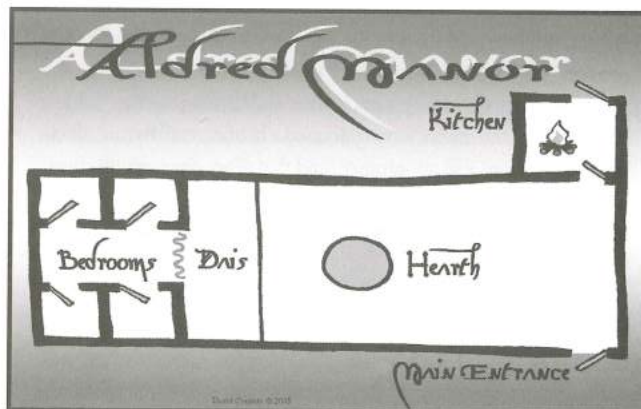 Aldred Manor
Kitchen
Bedrooms
Dais
Hearth
Main Entrance